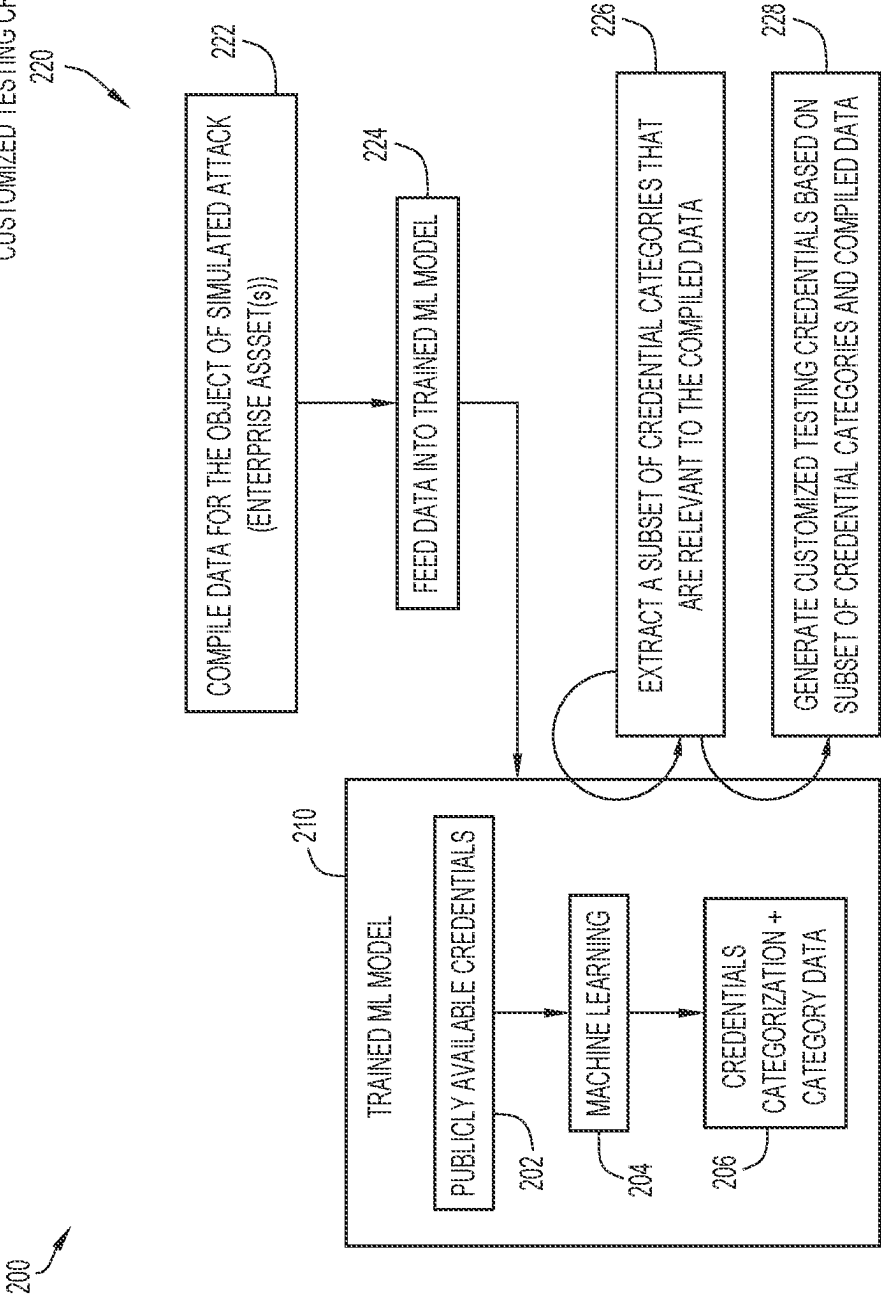 200
CUSTOMIZED TESTING
220
TRAINED ML MODEL
210
PUBLICLY AVAILABLE CREDENTIALS
202
MACHINE LEARNING
204
CREDENTIALS
CATEGORIZATION +
CATEGORY DATA
206
COMPILE DATA FOR THE OBJECT OF SIMULATED ATTACK
(ENTERPRISE ASSSET(s))
222
FEED DATA INTO TRAINED ML MODEL
224
EXTRACT A SUBSET OF CREDENTIAL CATEGORIES THAT
ARE RELEVANT TO THE COMPILED DATA
226
GENERATE CUSTOMIZED TESTING CREDENTIALS BASED ON
SUBSET OF CREDENTIAL CATEGORIES AND COMPILED DATA
228